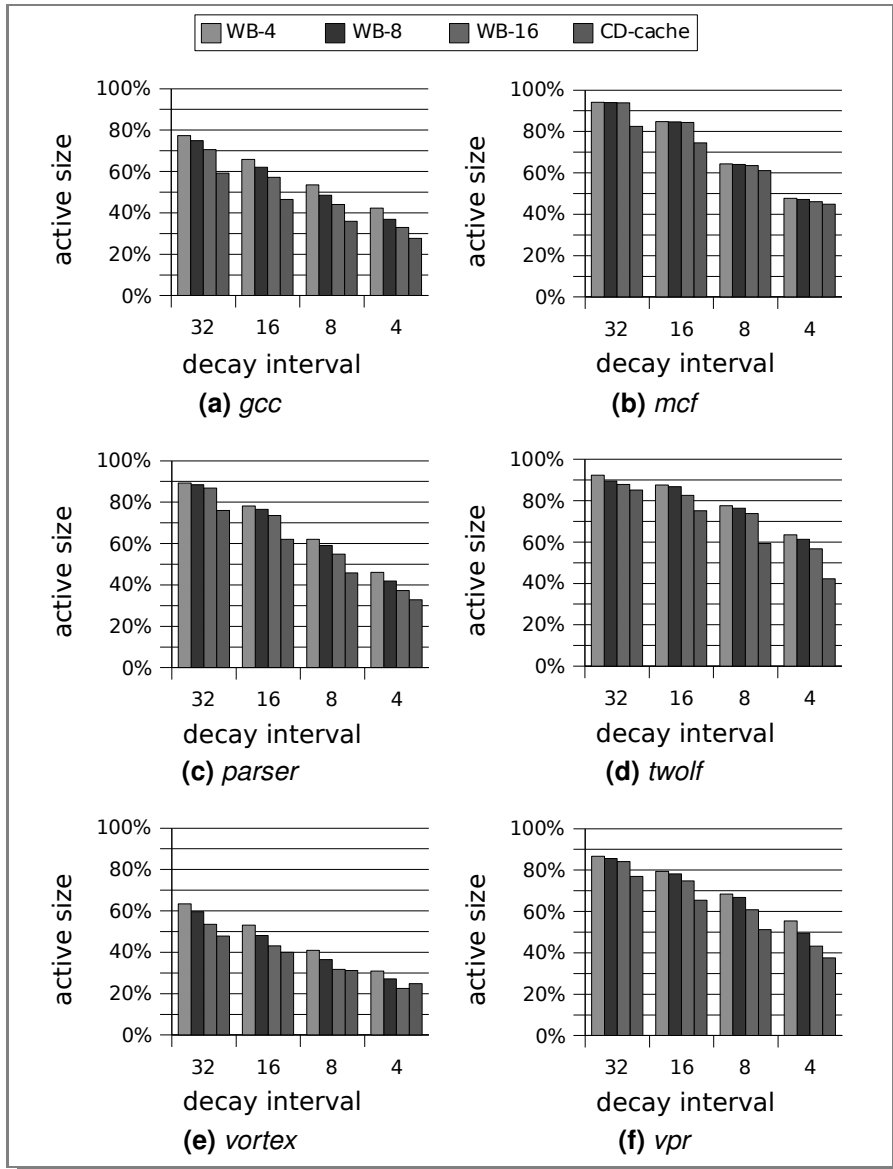 WB-4 WB-8 WB-16 CD-cache
100%
80%
60%
40%
20%
0%
active size
32 16 8 4
decay interval
(a) gcc
100%
80%
60%
40%
20%
0%
active size
32 16 8 4
decay interval
(b) mcf
100%
80%
60%
40%
20%
0%
active size
32 16 8 4
decay interval
(c) parser
100%
80%
60%
40%
20%
0%
active size
32 16 8 4
decay interval
(d) twolf
100%
80%
60%
40%
20%
0%
active size
32 16 8 4
decay interval
(e) vortex
100%
80%
60%
40%
20%
0%
active size
32 16 8 4
decay interval
(f) vpr